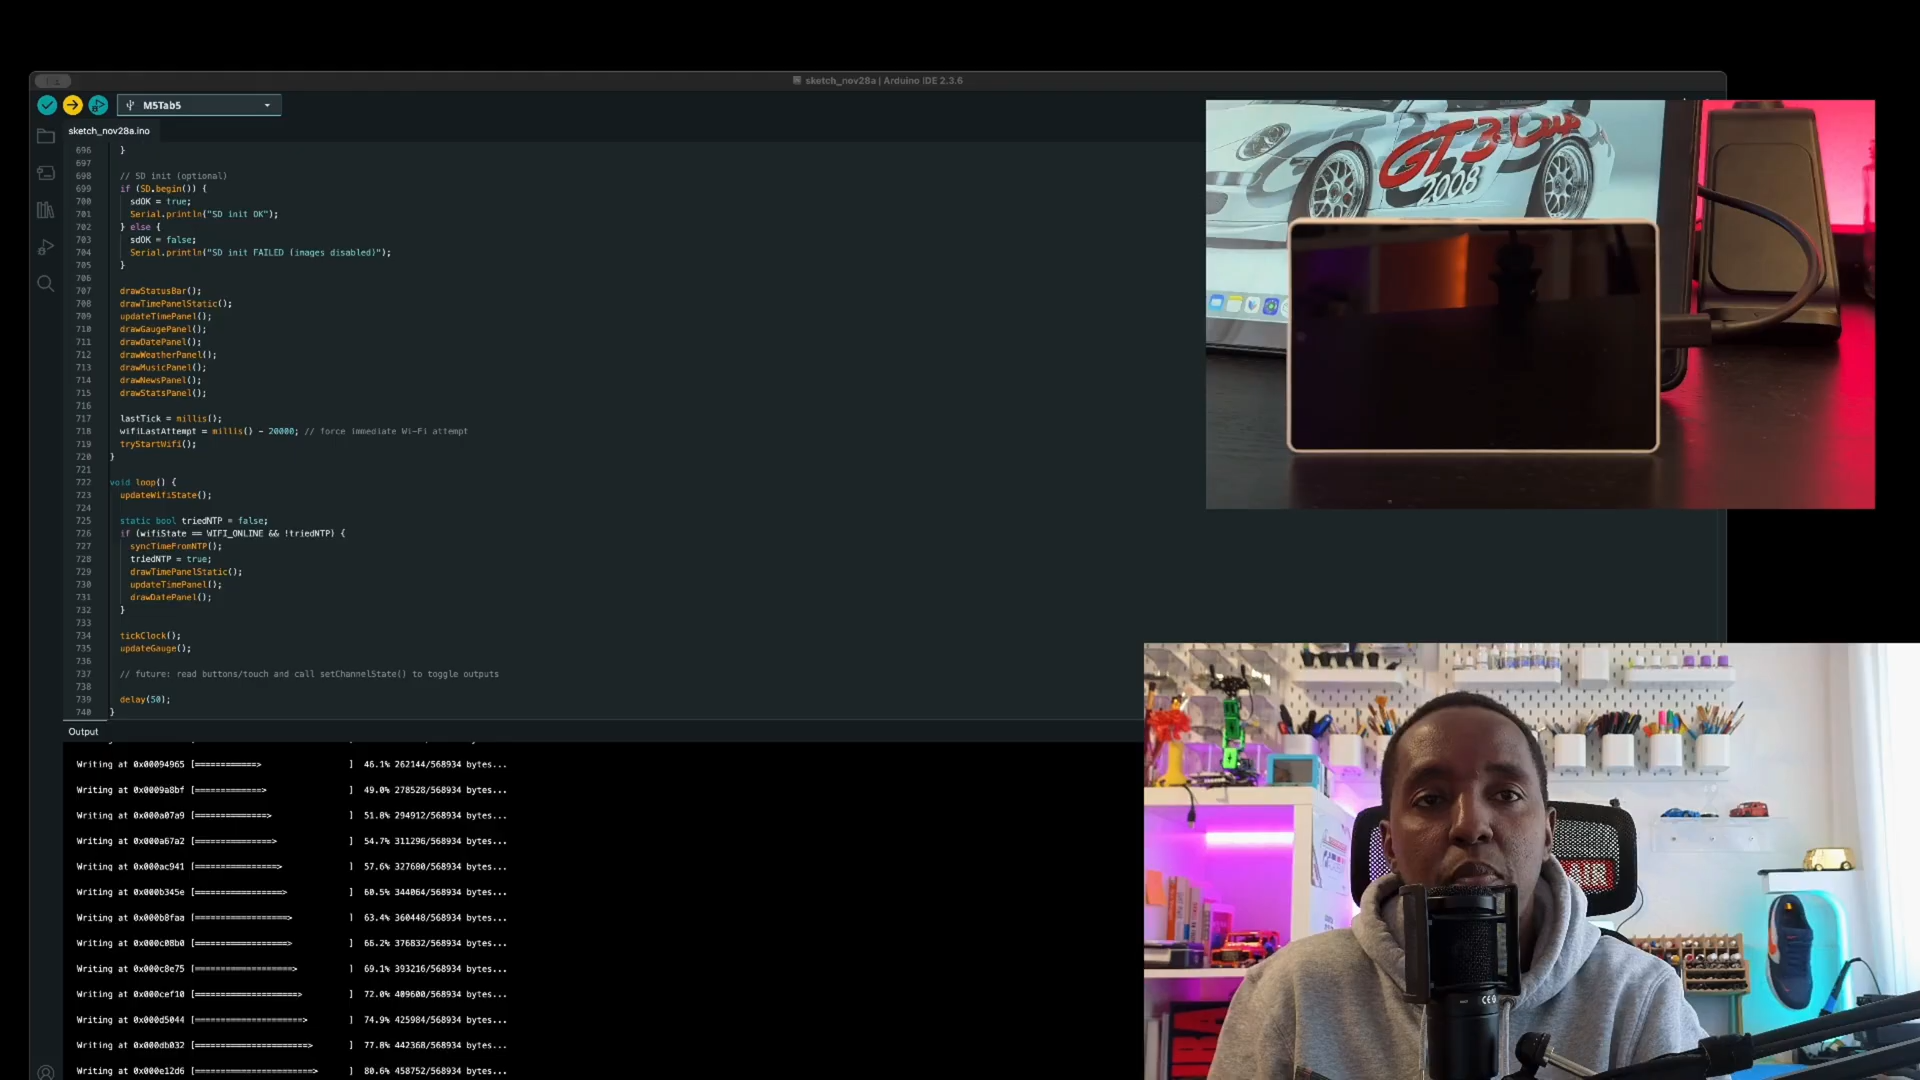 sketch_nov28a | Arduino IDE 2.3.6
M5Tab5
sketch_nov28a.ino
696 }
697
698 // SD init (optional)
699 if (SD.begin()) {
700 sdOK = true;
701 Serial.println("SD init OK");
702 } else {
703 sdOK = false;
704 Serial.println("SD init FAILED (images disabled)");
705 }
706
707 drawStatusBar();
708 drawTimePanelStatic();
709 updateTimePanel();
710 drawGaugePanel();
711 drawDatePanel();
712 drawWeatherPanel();
713 drawMusicPanel();
714 drawNewsPanel();
715 drawStatsPanel();
716
717 lastTick = millis();
718 wifiLastAttempt = millis() - 20000; // force immediate Wi-Fi attempt
719 tryStartWifi();
720 }
721
722 void loop() {
723 updateWifiState();
724
725 static bool triedNTP = false;
726 if (wifiState == WIFI_ONLINE && !triedNTP) {
727 syncTimeFromNTP();
728 triedNTP = true;
729 drawTimePanelStatic();
730 updateTimePanel();
731 drawDatePanel();
732 }
733
734 tickClock();
735 updateGauge();
736
737 // future: read buttons/touch and call setChannelState() to toggle outputs
738
739 delay(50);
740 }
Output
Writing at 0x00094965 [============> ] 46.1% 262144/568934 bytes...
Writing at 0x0009a8bf [=============> ] 49.0% 278528/568934 bytes...
Writing at 0x000a07a9 [==============> ] 51.8% 294912/568934 bytes...
Writing at 0x000a67a2 [===============> ] 54.7% 311296/568934 bytes...
Writing at 0x000ac941 [================> ] 57.6% 327680/568934 bytes...
Writing at 0x000b345e [=================> ] 60.5% 344064/568934 bytes...
Writing at 0x000b8faa [==================> ] 63.4% 360448/568934 bytes...
Writing at 0x000c08b0 [==================> ] 66.2% 376832/568934 bytes...
Writing at 0x000c8e75 [===================> ] 69.1% 393216/568934 bytes...
Writing at 0x000cef10 [====================> ] 72.0% 409600/568934 bytes...
Writing at 0x000d5044 [=====================> ] 74.9% 425984/568934 bytes...
Writing at 0x000db032 [======================> ] 77.8% 442368/568934 bytes...
Writing at 0x000e12d6 [=======================> ] 80.6% 458752/568934 bytes...
GT3 Cup
2008